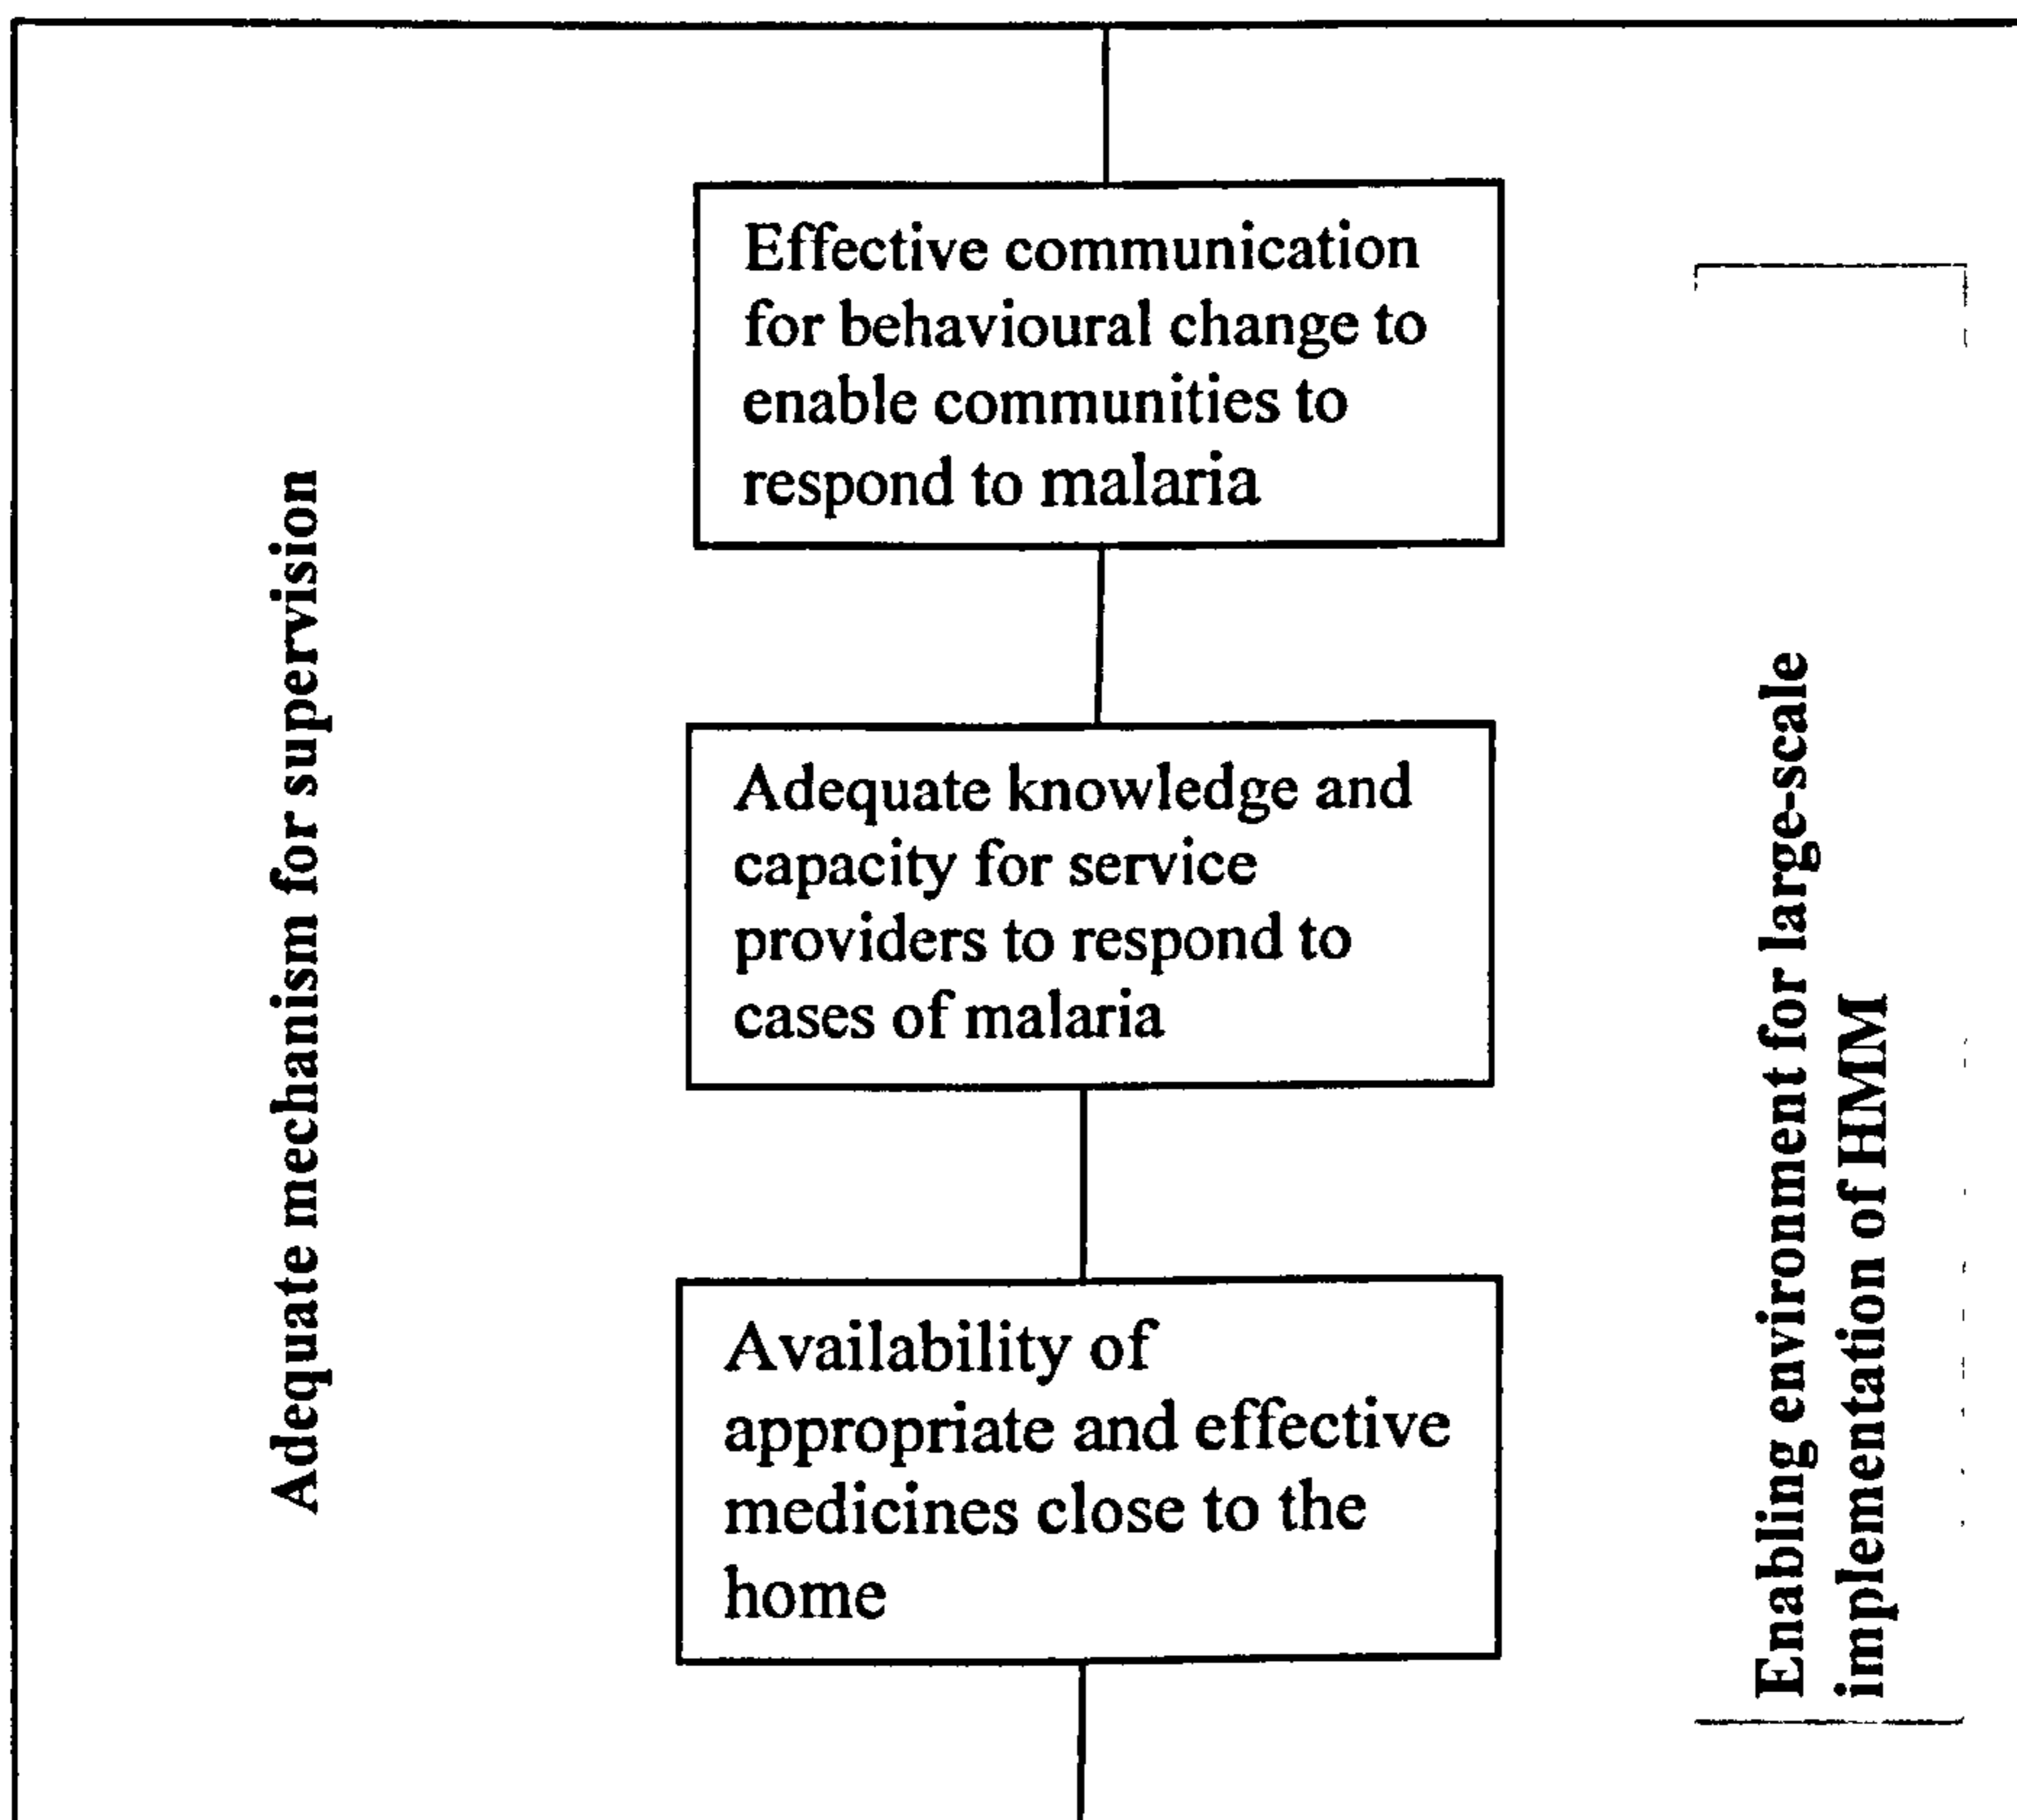 Adequate mechanism for supervision
Effective communication
for behavioural change to
enable communities to
respond to malaria
Adequate knowledge and
capacity for service
providers to respond to
cases of malaria
Availability of
appropriate and effective
medicines close to the
home
Enabling environment for large-scale
implementation of HMM